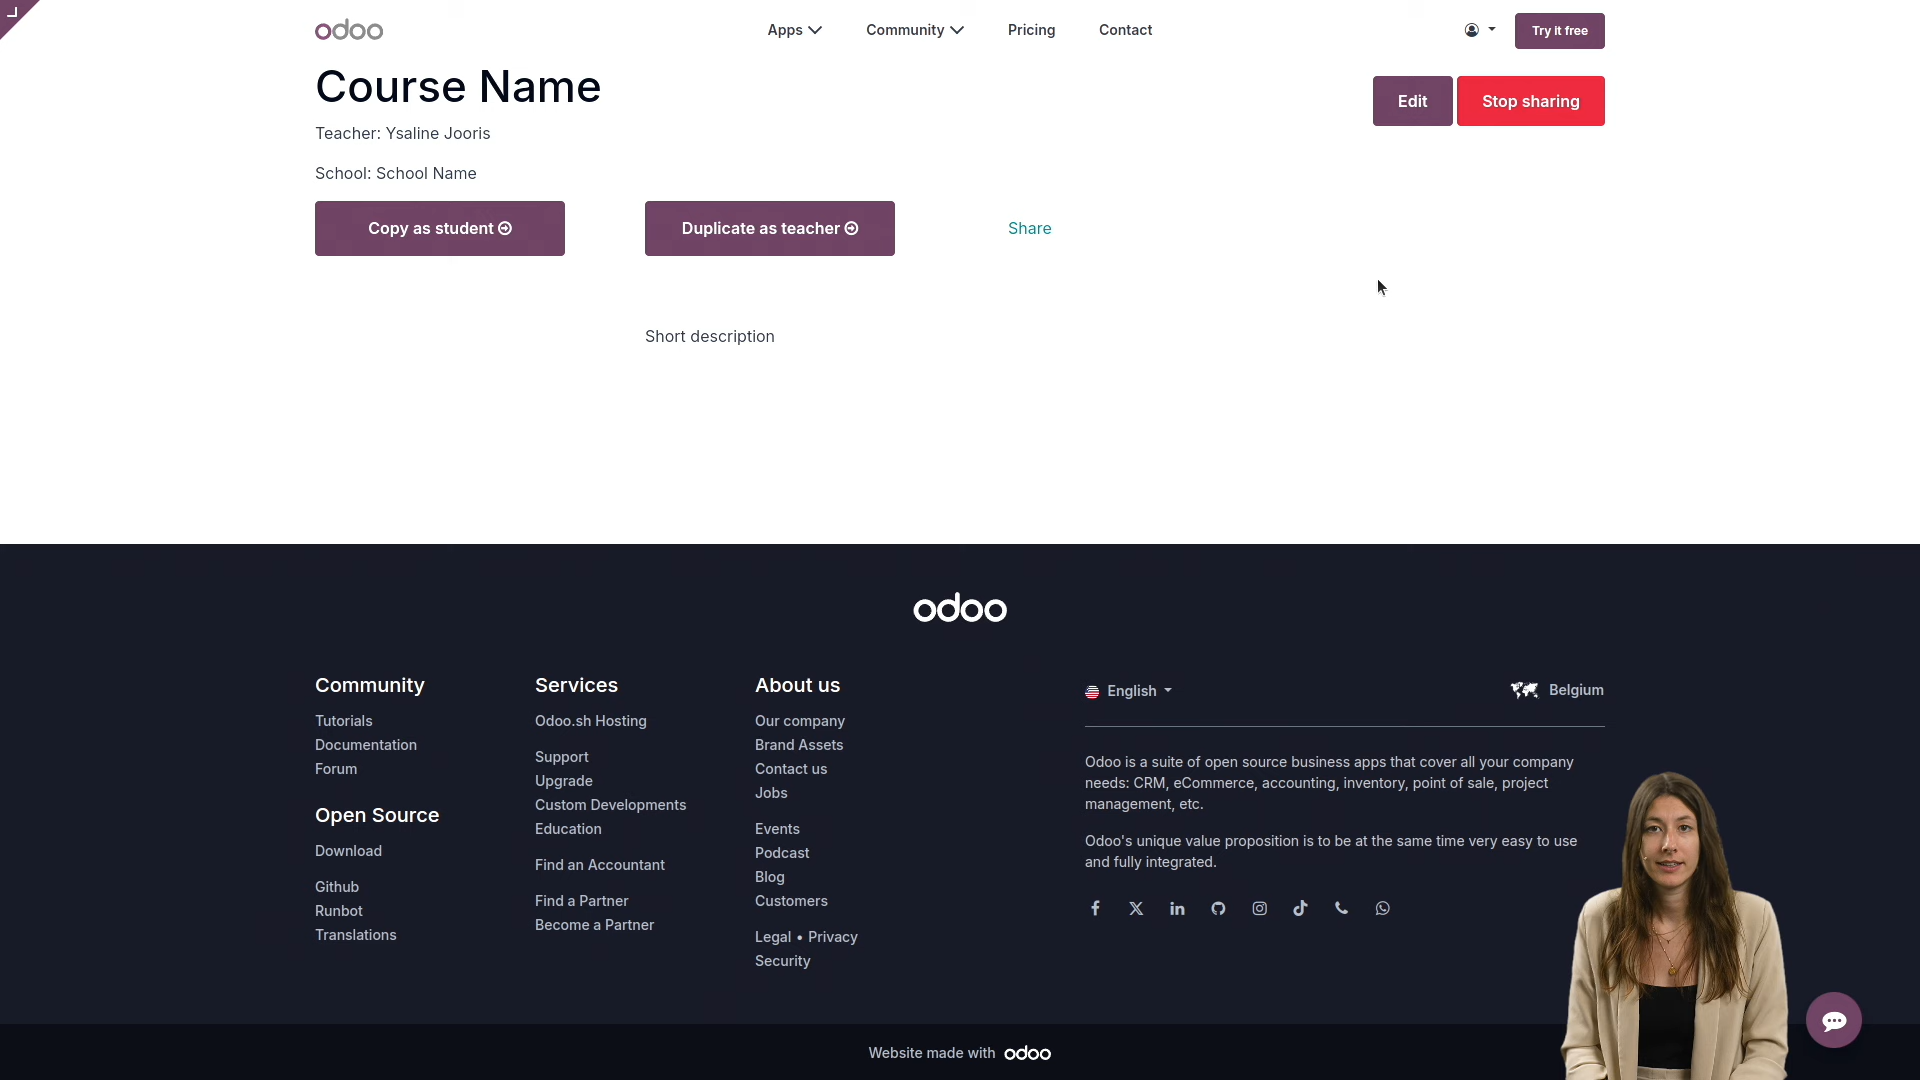 odoo
Apps
Community
Pricing
Contact
Try It free
Course Name
Edit
Stop sharing
Teacher: Ysaline Jooris
School: School Name
Copy as student
Duplicate as teacher
Share
Short description
odoo
Community
Tutorials
Documentation
Forum
Open Source
Download
Github
Runbot
Translations
Services
Odoo.sh Hosting
Support
Upgrade
Custom Developments
Education
Find an Accountant
Find a Partner
Become a Partner
About us
Our company
Brand Assets
Contact us
Jobs
Events
Podcast
Blog
Customers
Legal • Privacy
Security
English
Belgium
Odoo is a suite of open source business apps that cover all your company
needs: CRM, eCommerce, accounting, inventory, point of sale, project
management, etc.
Odoo's unique value proposition is to be at the same time very easy to use
and fully integrated.
Website made with odoo